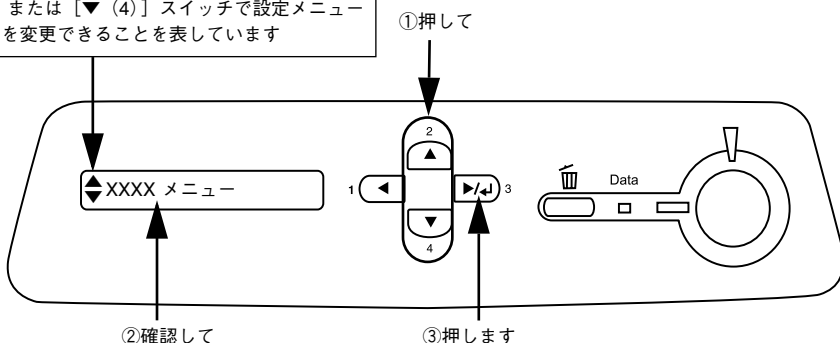 または[▼(4)]スイッチで設定メニュー
を変更できることを表しています
①押して
2
XXXX メニュー
1
3
4
Data
②確認して
③押します